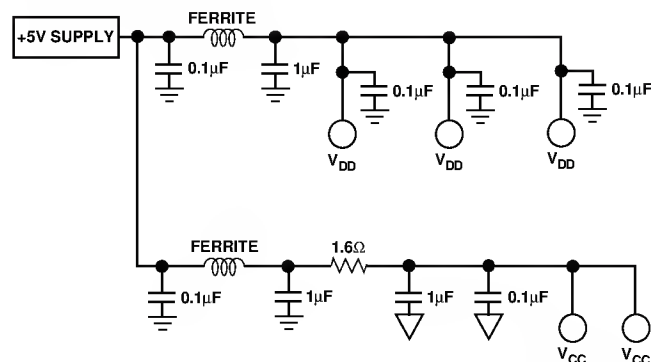 FERRITE
+5V SUPPLY
0.1μF
1μF
0.1μF
0.1μF
0.1μF
VDD
VDD
VDD
FERRITE
1.6Ω
0.1μF
1μF
1μF
0.1μF
VCC
VCC